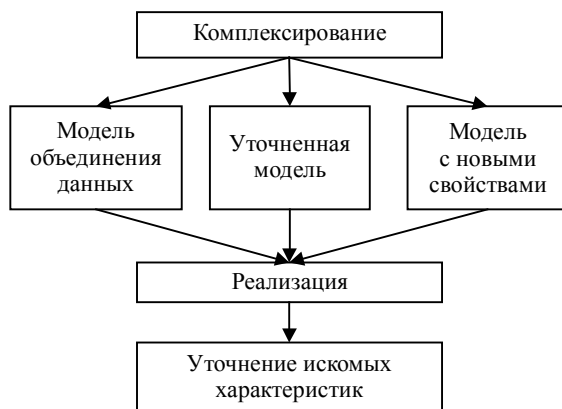 Комплексирование
Модель
объединения
данных
Уточненная
модель
Модель
с новыми
свойствами
Реализация
Уточнение искомых
характеристик